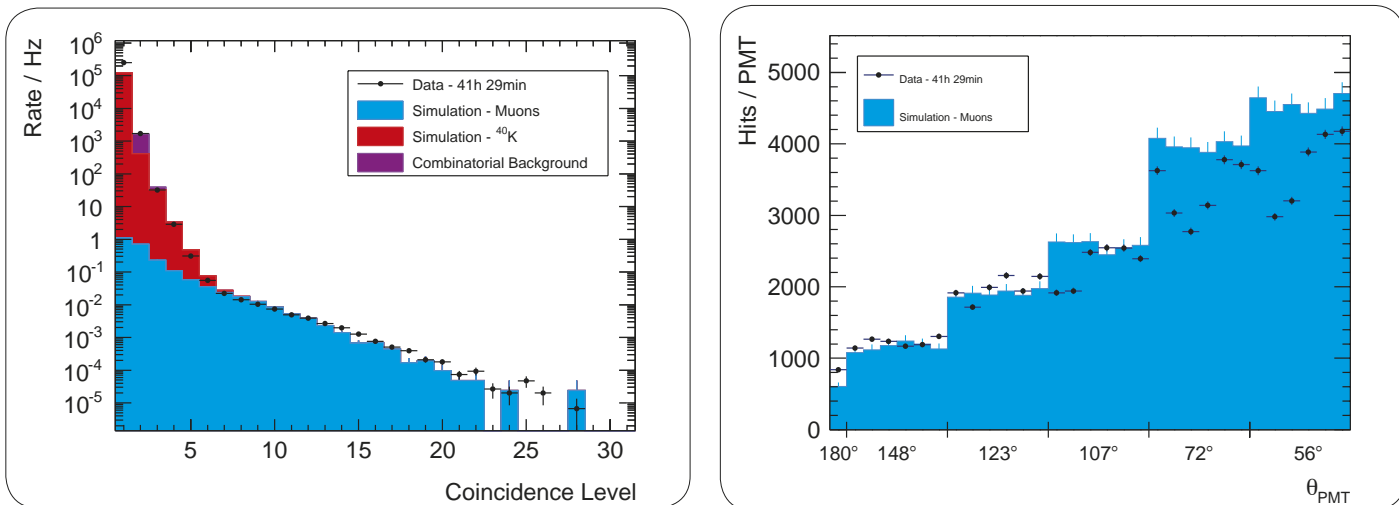 Rate / Hz
10^6
10^5
10^4
10^3
10^2
10
1
10^-1
10^-2
10^-3
10^-4
10^-5
Data - 41h 29min
Simulation - Muons
Simulation - ^40K
Combinatorial Background
5 10 15 20 25 30
Coincidence Level
Hits / PMT
5000
4000
3000
2000
1000
0
Data - 41h 29min
Simulation - Muons
180° 148° 123° 107° 72° 56°
θ_PMT